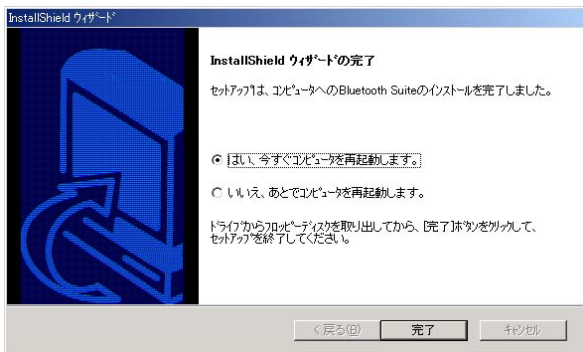 InstallShield ウィザード
InstallShield ウィザードの完了
セットアップは、コンピュータへのBluetooth Suiteのインストールを完了しました。
はい、今すぐコンピュータを再起動します。
いいえ、あとでコンピュータを再起動します。
ドライブからフロッピーディスクを取り出してから、[完了]ボタンをクリックして、
セットアップを終了してください。
< 戻る(B)
完了
キャンセル